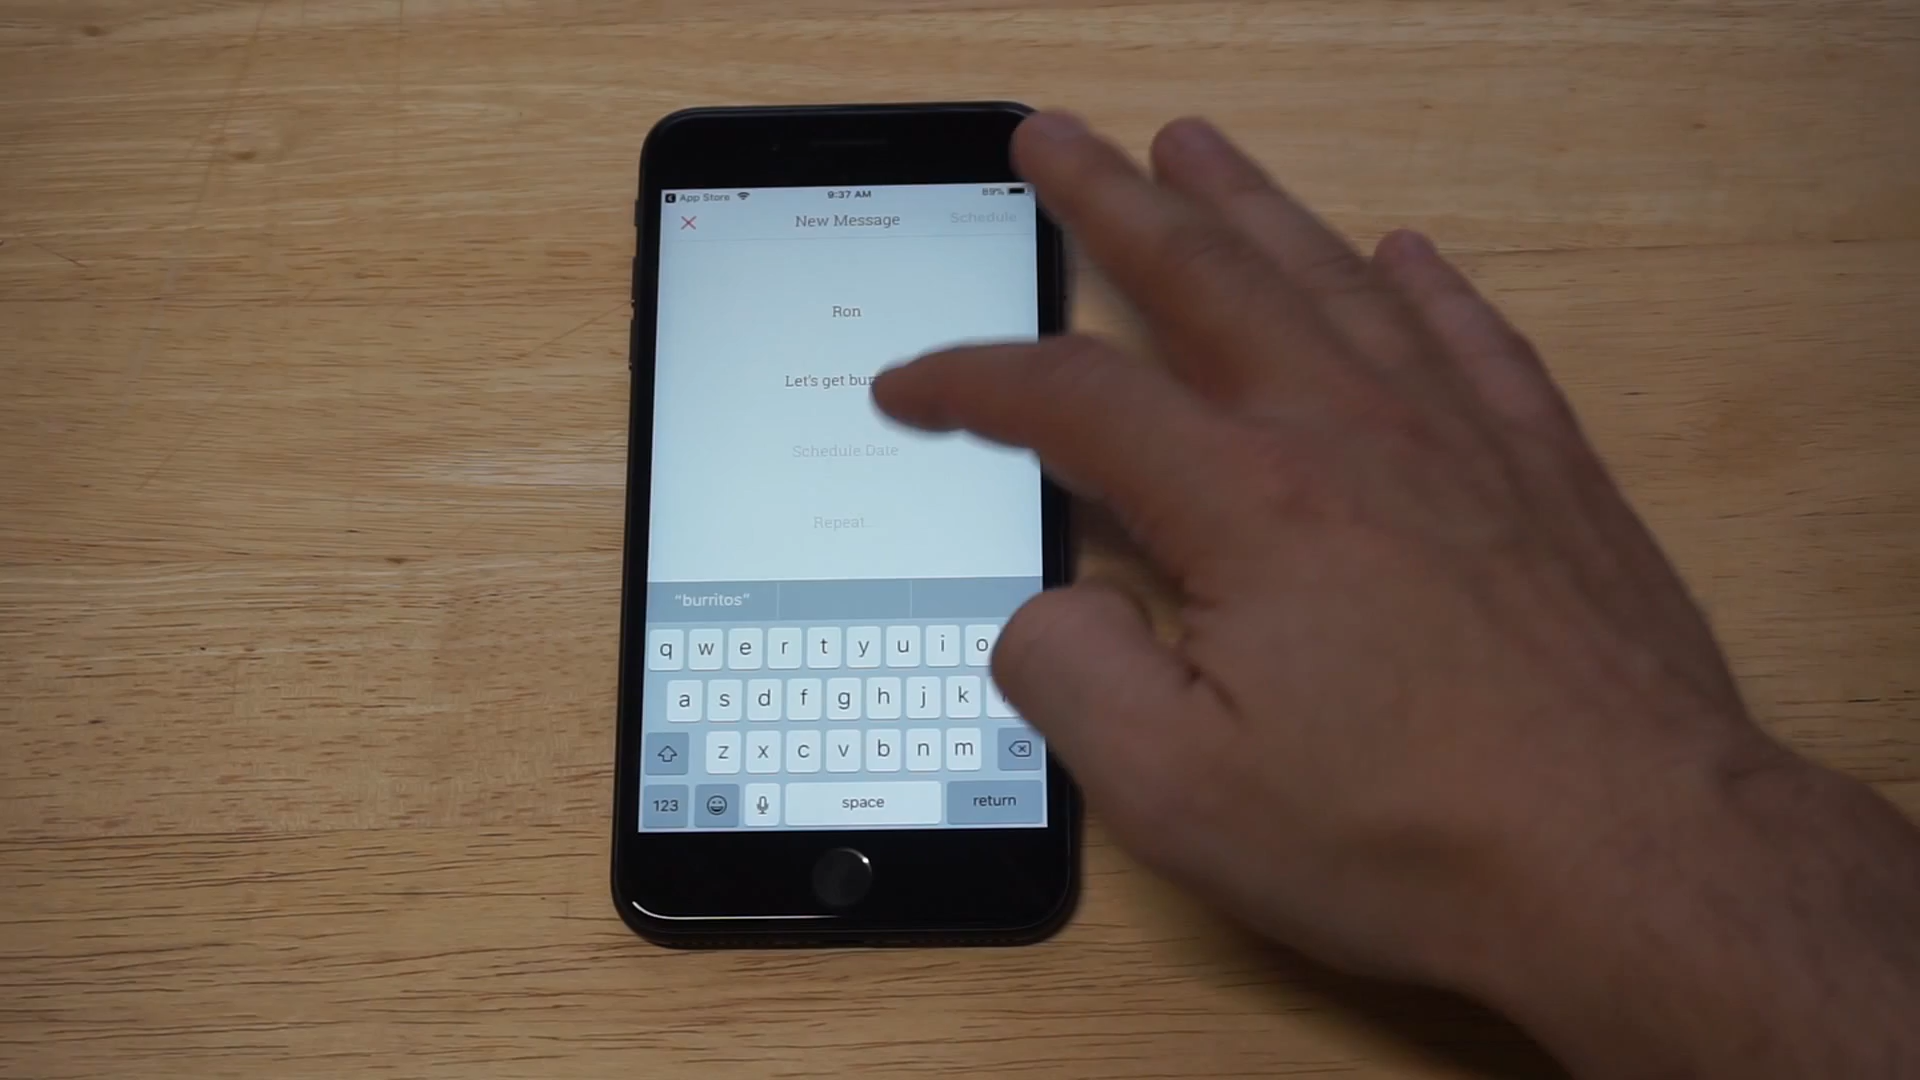 App Store 9:37 AM 89%
New Message Schedule
Ron
Let's get
Schedule Date
Repeat...
"burritos"
q w e r t y u i o
a s d f g h j k
z x c v b n m
123 space return